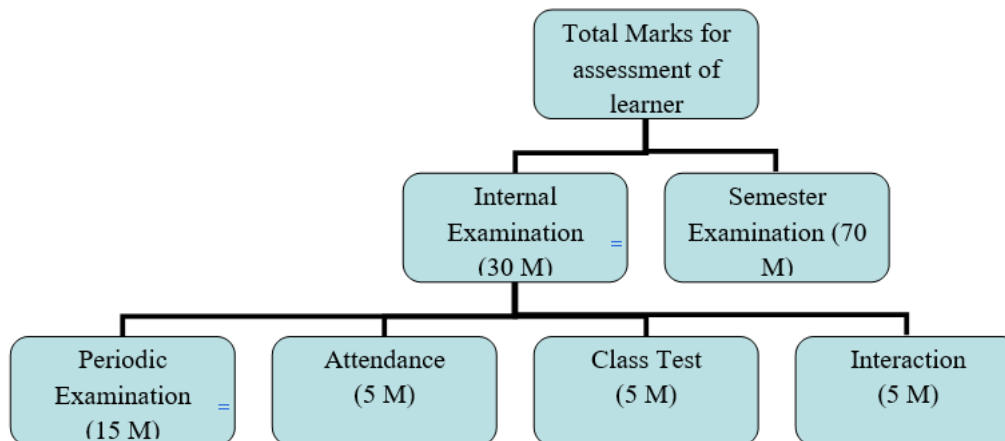 Total Marks for
assessment of
learner
Internal
Examination
(30 M)
=
Semester
Examination (70
M)
Periodic
Examination
(15 M)
=
Attendance
(5 M)
Class Test
(5 M)
Interaction
(5 M)